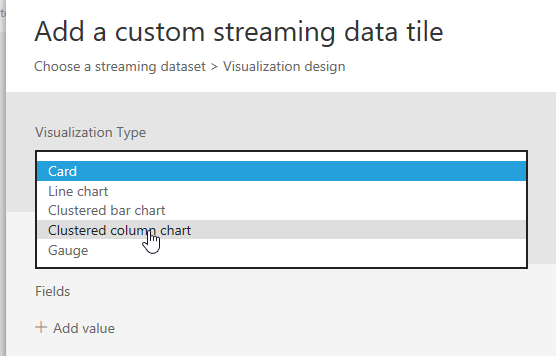 Add a custom streaming data tile
Choose a streaming dataset > Visualization design
Visualization Type
Card
Line chart
Clustered bar chart
Clustered column chart
Gauge
Fields
+ Add value